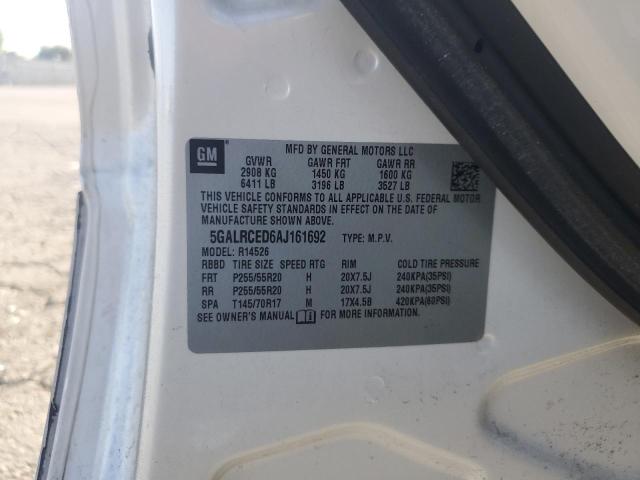 GM
MFD BY GENERAL MOTORS LLC
GVWR GAWR FRT GAWR RR
2908 KG 1450 KG 1600 KG
6411 LB 3196 LB 3527 LB
THIS VEHICLE CONFORMS TO ALL APPLICABLE U.S. FEDERAL MOTOR
VEHICLE SAFETY STANDARDS IN EFFECT ON THE DATE OF
MANUFACTURE SHOWN ABOVE.
5GALRCED6AJ161692 TYPE: M.P.V.
MODEL: R14526
RBBD TIRE SIZE SPEED RTG RIM COLD TIRE PRESSURE
FRT P255/55R20 H 20X7.5J 240KPA(35PSI)
RR P255/55R20 H 20X7.5J 240KPA(35PSI)
SPA T145/70R17 M 17X4.5B 420KPA(60PSI)
SEE OWNER'S MANUAL FOR MORE INFORMATION.